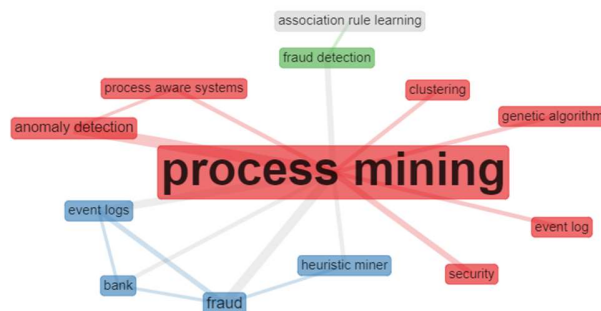 association rule learning
fraud detection
process aware systems
clustering
anomaly detection
genetic algorithm
process mining
event logs
event log
heuristic miner
security
bank
fraud